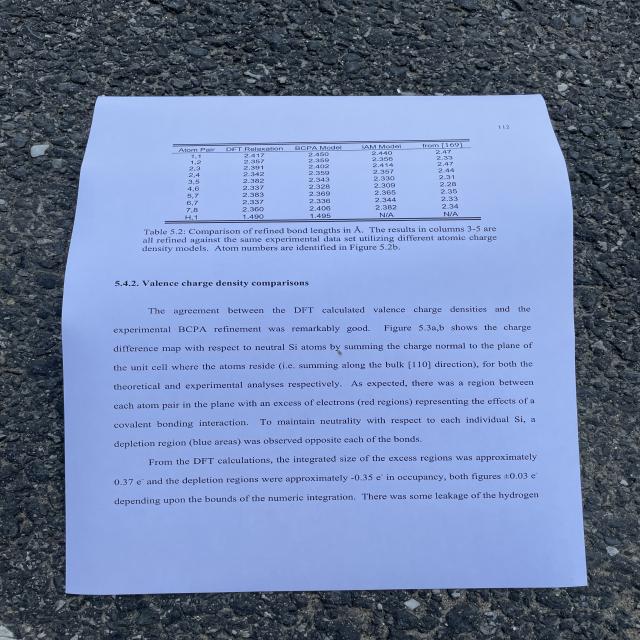 112
Atom Pair DFT Relaxation BCPA Model IAM Model from [169]
1,1 2.417 2.450 2.440 2.47
1,2 2.357 2.359 2.356 2.33
2,3 2.391 2.402 2.414 2.47
2,4 2.342 2.359 2.357 2.44
3,5 2.382 2.343 2.330 2.31
4,6 2.337 2.328 2.309 2.28
5,7 2.383 2.369 2.365 2.35
6,7 2.337 2.336 2.344 2.33
7,8 2.360 2.406 2.382 2.34
H,1 1.490 1.495 N/A N/A
Table 5.2: Comparison of refined bond lengths in Å. The results in columns 3-5 are
all refined against the same experimental data set utilizing different atomic charge
density models. Atom numbers are identified in Figure 5.2b.
5.4.2. Valence charge density comparisons
The agreement between the DFT calculated valence charge densities and the
experimental BCPA refinement was remarkably good. Figure 5.3a,b shows the charge
difference map with respect to neutral Si atoms by summing the charge normal to the plane of
the unit cell where the atoms reside (i.e. summing along the bulk [110] direction), for both the
theoretical and experimental analyses respectively. As expected, there was a region between
each atom pair in the plane with an excess of electrons (red regions) representing the effects of a
covalent bonding interaction. To maintain neutrality with respect to each individual Si, a
depletion region (blue areas) was observed opposite each of the bonds.
From the DFT calculations, the integrated size of the excess regions was approximately
0.37 e⁻ and the depletion regions were approximately -0.35 e⁻ in occupancy, both figures ±0.03 e⁻
depending upon the bounds of the numeric integration. There was some leakage of the hydrogen